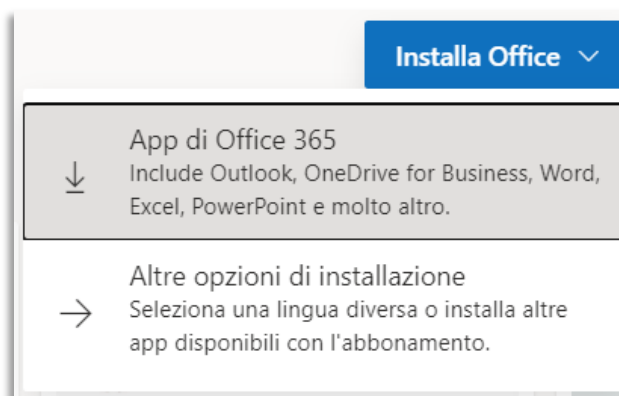 Installa Office
App di Office 365
Include Outlook, OneDrive for Business, Word,
Excel, PowerPoint e molto altro.
Altre opzioni di installazione
Seleziona una lingua diversa o installa altre
app disponibili con l'abbonamento.